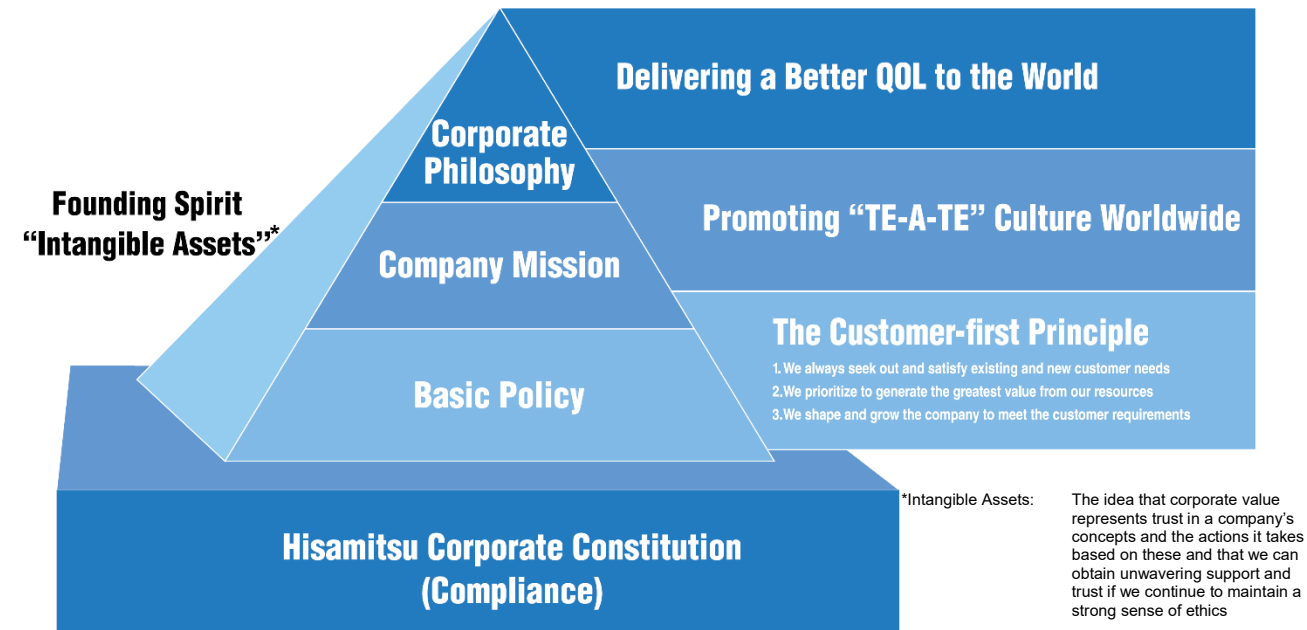 Delivering a Better QOL to the World
Corporate
Philosophy
Founding Spirit
“Intangible Assets”*
Promoting “TE-A-TE” Culture Worldwide
Company Mission
The Customer-first Principle
1. We always seek out and satisfy existing and new customer needs
2. We prioritize to generate the greatest value from our resources
3. We shape and grow the company to meet the customer requirements
Basic Policy
Hisamitsu Corporate Constitution
(Compliance)
*Intangible Assets: The idea that corporate value
represents trust in a company’s
concepts and the actions it takes
based on these and that we can
obtain unwavering support and
trust if we continue to maintain a
strong sense of ethics